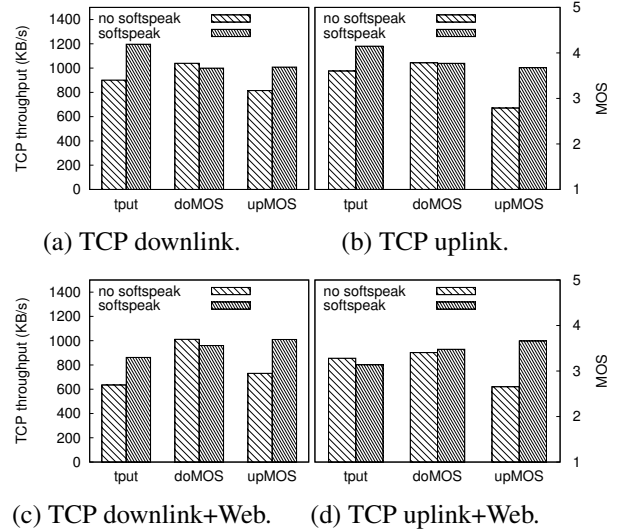 no softspeak
softspeak
no softspeak
softspeak
TCP throughput (KB/s)
1400
1200
1000
800
600
400
200
0
5
4
3
2
1
MOS
tput doMOS upMOS
tput doMOS upMOS
(a) TCP downlink.
(b) TCP uplink.
no softspeak
softspeak
no softspeak
softspeak
TCP throughput (KB/s)
1400
1200
1000
800
600
400
200
0
5
4
3
2
1
MOS
tput doMOS upMOS
tput doMOS upMOS
(c) TCP downlink+Web.
(d) TCP uplink+Web.